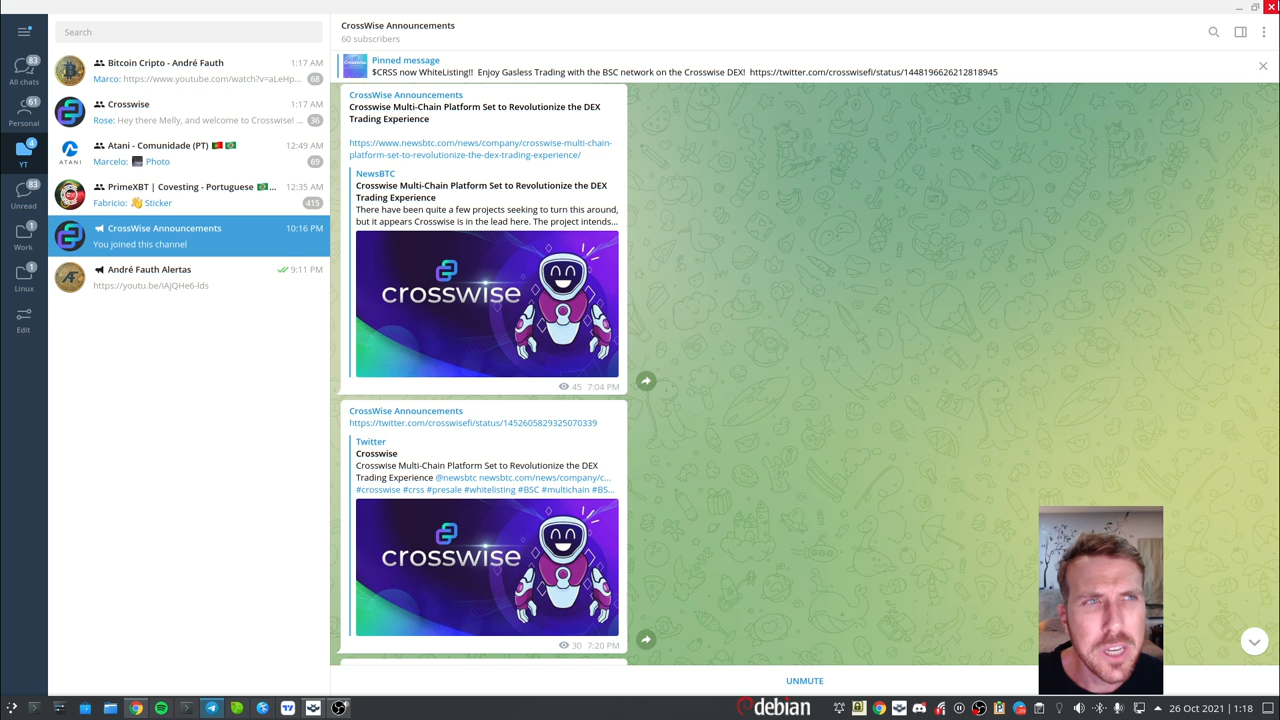 Search
Bitcoin Cripto - André Fauth 1:17 AM
Marco: https://www.youtube.com/watch?v=aLeHp... 68
Crosswise 1:17 AM
Rose: Hey there Melly, and welcome to Crosswise! ... 36
Atani - Comunidade (PT) 🇵🇹 🇧🇷 12:49 AM
Marcelo: Photo 69
ATANI
PrimeXBT | Covesting - Portuguese 🇧🇷... 12:35 AM
Fabricio: 👋 Sticker 415
CrossWise Announcements 10:16 PM
You joined this channel
André Fauth Alertas 9:11 PM
https://youtu.be/iAjQHe6-lds
83
All chats
61
Personal
4
YT
83
Unread
1
Work
1
Linux
Edit
CrossWise Announcements
60 subscribers
Pinned message
$CRSS now WhiteListing!! Enjoy Gasless Trading with the BSC network on the Crosswise DEX! https://twitter.com/crosswisefi/status/1448196626212818945
CrossWise Announcements
Crosswise Multi-Chain Platform Set to Revolutionize the DEX
Trading Experience
https://www.newsbtc.com/news/company/crosswise-multi-chain-
platform-set-to-revolutionize-the-dex-trading-experience/
NewsBTC
Crosswise Multi-Chain Platform Set to Revolutionize the DEX
Trading Experience
There have been quite a few projects seeking to turn this around,
but it appears Crosswise is in the lead here. The project intends...
crosswise
45 7:04 PM
CrossWise Announcements
https://twitter.com/crosswisefi/status/1452605829325070339
Twitter
Crosswise
Crosswise Multi-Chain Platform Set to Revolutionize the DEX
Trading Experience @newsbtc newsbtc.com/news/company/c...
#crosswise #crss #presale #whitelisting #BSC #multichain #BS...
crosswise
30 7:20 PM
UNMUTE
debian
26 Oct 2021
1:18